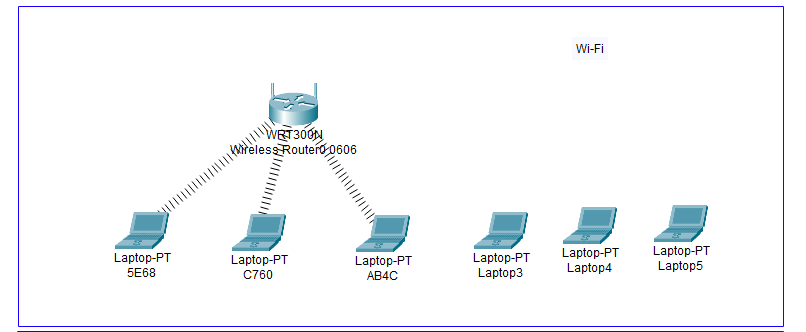 Wi-Fi
WRT300N
Wireless Router0 0606
Laptop-PT
5E68
Laptop-PT
C760
Laptop-PT
AB4C
Laptop-PT
Laptop3
Laptop-PT
Laptop4
Laptop-PT
Laptop5